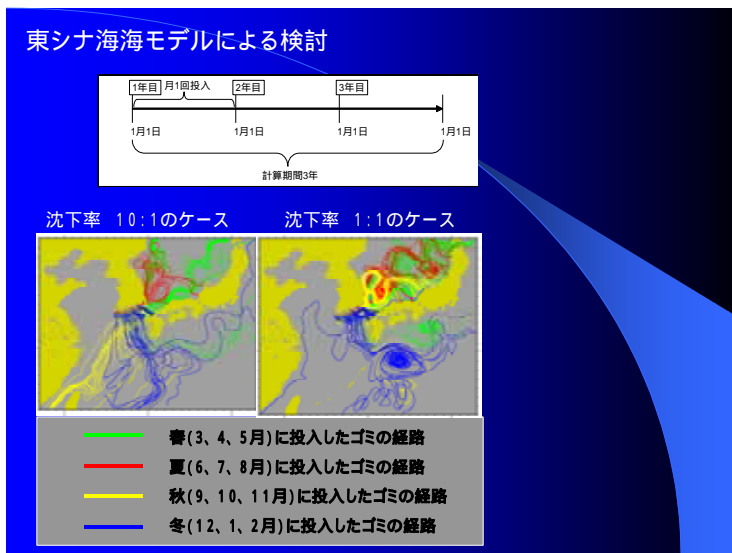 東シナ海海モデルによる検討
1年目 月1回投入 2年目 3年目
1月1日 1月1日 1月1日 1月1日
計算期間3年
沈下率 10:1のケース 沈下率 1:1のケース
春(3、4、5月)に投入したゴミの経路
夏(6、7、8月)に投入したゴミの経路
秋(9、10、11月)に投入したゴミの経路
冬(12、1、2月)に投入したゴミの経路